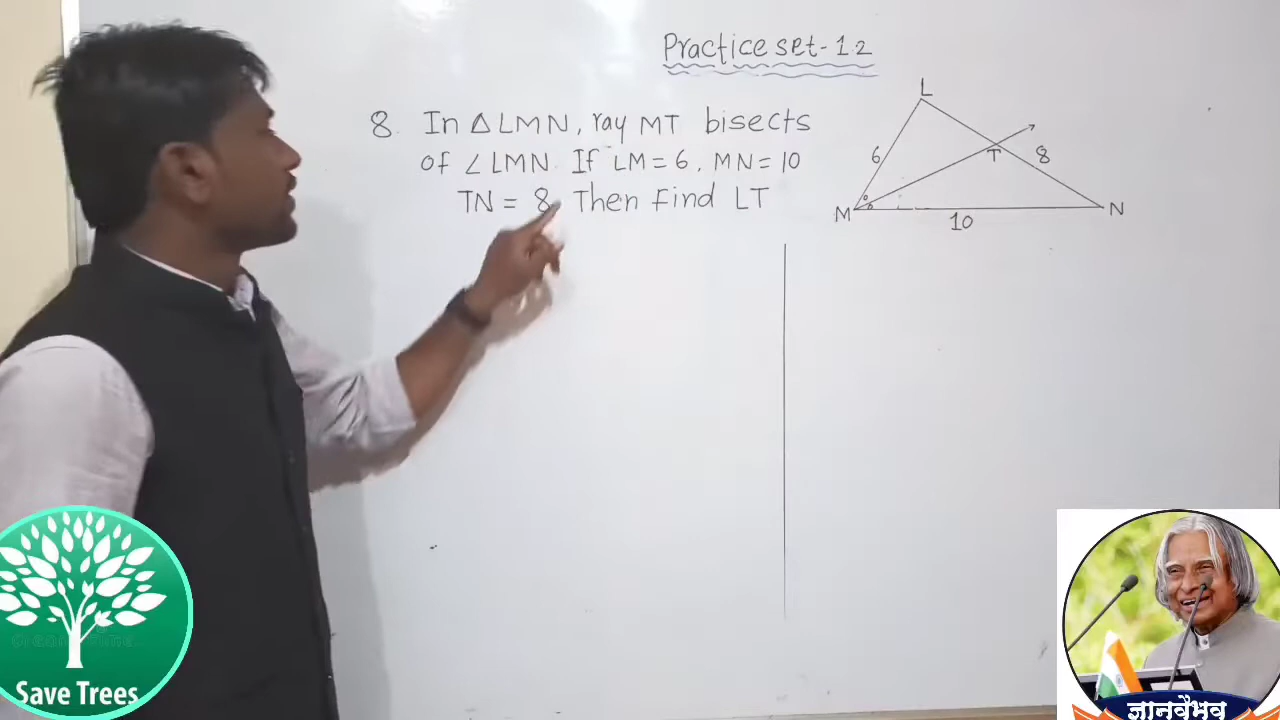 Practice set-1.2
8. In △LMN, ray MT bisects
of ∠LMN. If LM=6, MN=10
TN = 8, Then Find LT
L
6
T
8
M
10
N
Save Trees
ज्ञानवैभव